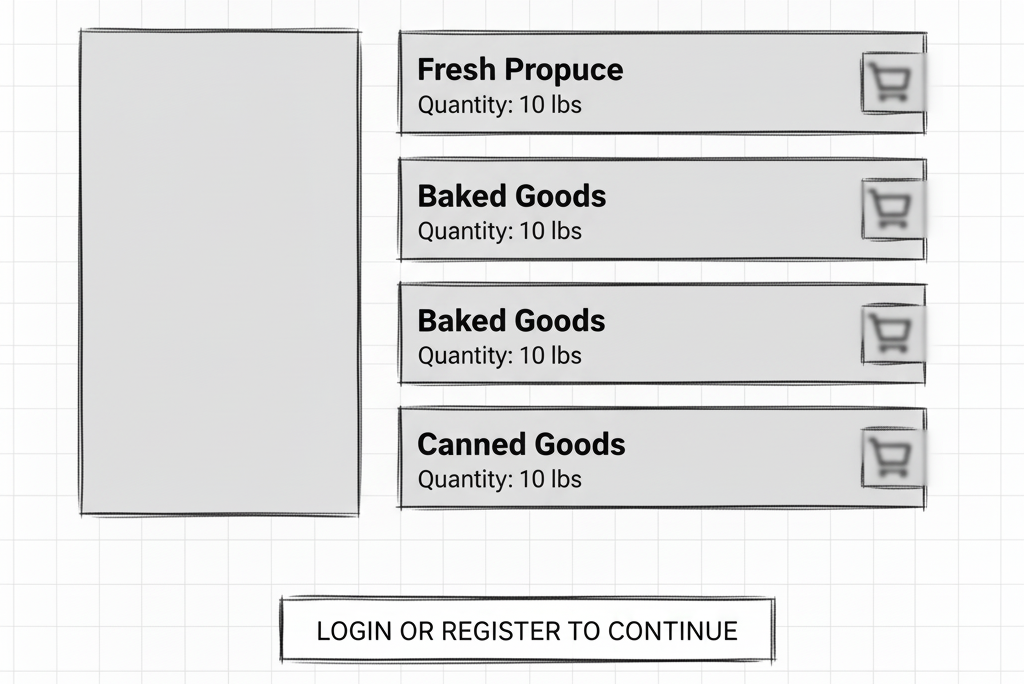 Fresh Propuce
Quantity: 10 lbs
Baked Goods
Quantity: 10 lbs
Baked Goods
Quantity: 10 lbs
Canned Goods
Quantity: 10 lbs
LOGIN OR REGISTER TO CONTINUE